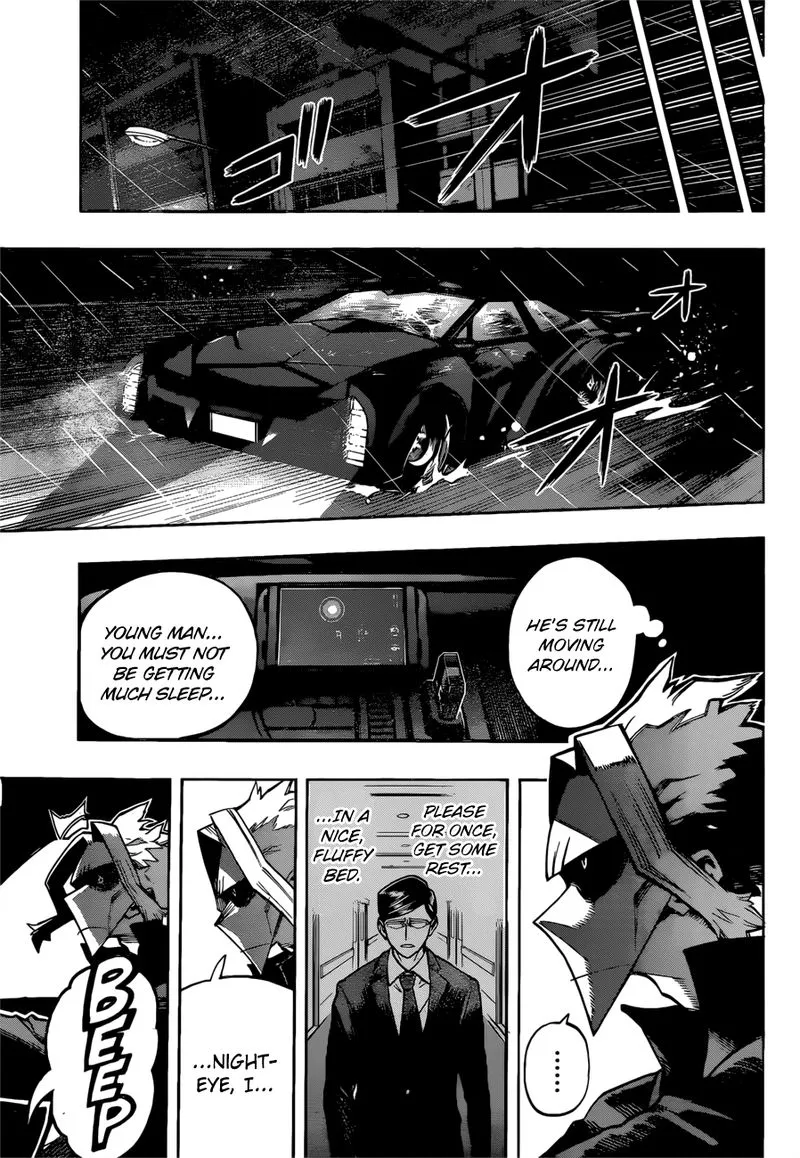 ゴ
オ
オ
オ
HE'S STILL
MOVING
AROUND...
YOUNG MAN...
YOU MUST NOT
BE GETTING
MUCH SLEEP...
......
PLEASE
FOR ONCE,
GET SOME
REST...
...IN A
NICE,
FLUFFY
BED.
...NIGHT-
EYE, I...
BEEP